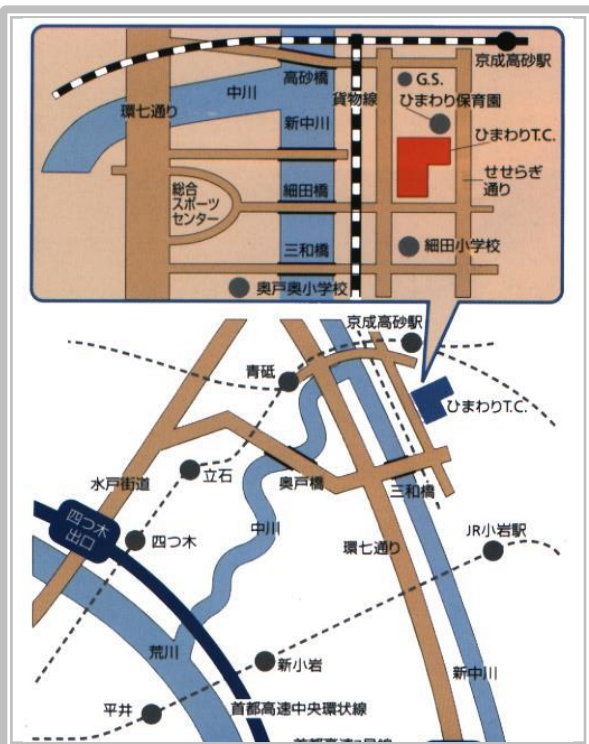 京成高砂駅
高砂橋
G.S.
中川
貨物線
環七通り
ひまわり保育園
新中川
ひまわりT.C.
せせらぎ
通り
総合
スポーツ
センター
細田橋
細田小学校
三和橋
奥戸奥小学校
京成高砂駅
青砥
ひまわりT.C.
立石
奥戸橋
水戸街道
三和橋
四つ木
出口
中川
四つ木
環七通り
JR小岩駅
荒川
新小岩
新中川
平井
首都高速中央環状線